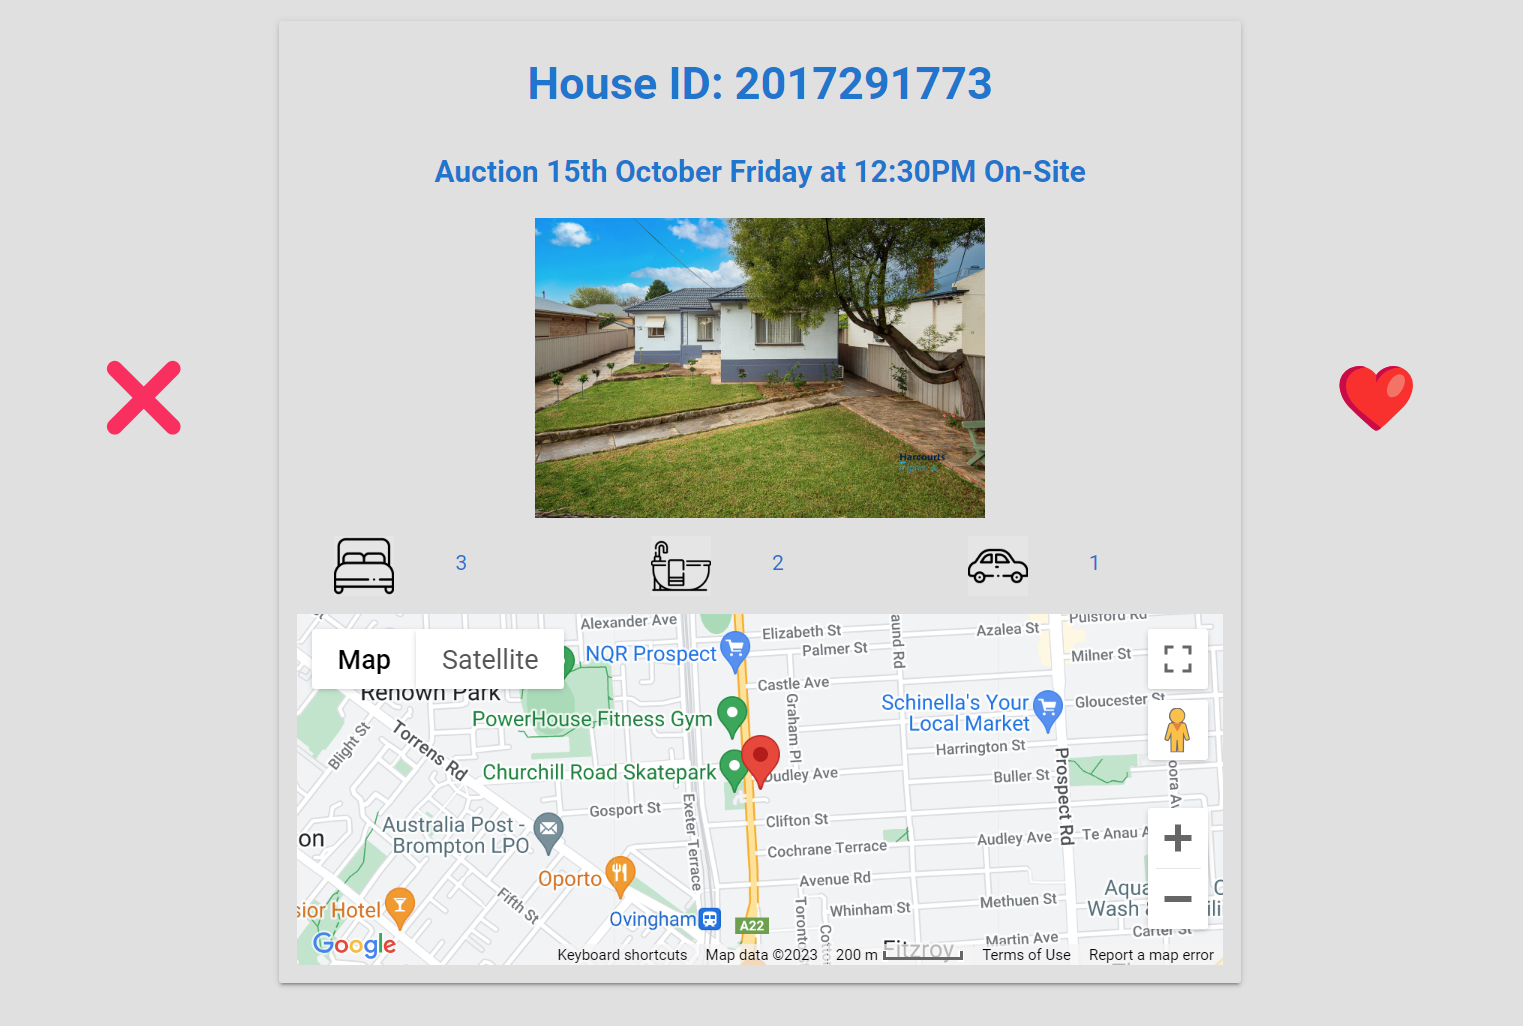 House ID: 2017291773
Auction 15th October Friday at 12:30PM On-Site
Harcourts
3
2
1
Map
Satellite
Alexander Ave
Elizabeth St
Palmer St
Azalea St
Pulsford Rd
Milner St
NQR Prospect
Castle Ave
Renown Park
PowerHouse Fitness Gym
Graham Pl
Schinella's Your
Local Market
Gloucester St
Blight St
Torrens Rd
Harrington St
Churchill Road Skatepark
Dudley Ave
Buller St
Prospect Rd
Gosport St
Exeter Terrace
Clifton St
Australia Post -
Brompton LPO
on
Cochrane Terrace
Audley Ave
Te Anau A
Oporto
Avenue Rd
Fifth St
sior Hotel
Ovingham
A22
Whinham St
Methuen St
Aqua
Wash &
Carter St
Martin Ave
Fitzroy
Google
Keyboard shortcuts
Map data ©2023
200 m
Terms of Use
Report a map error